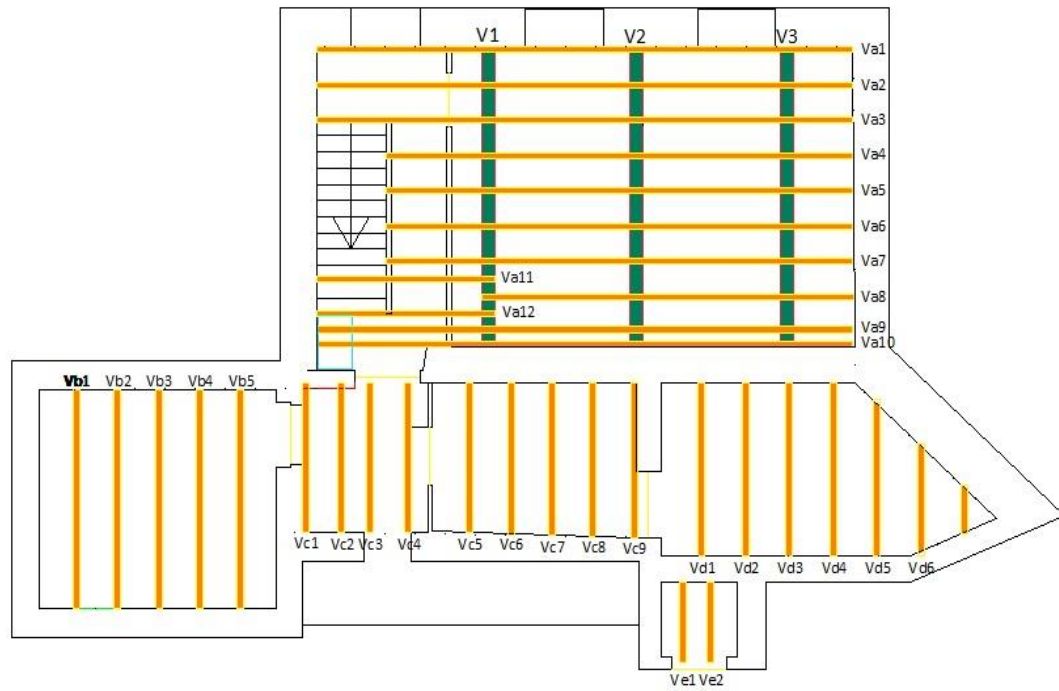 V1 V2 V3
Va1
Va2
Va3
Va4
Va5
Va6
Va7
Va11
Va8
Va12
Va9
Va10
Vb1 Vb2 Vb3 Vb4 Vb5
Vc1 Vc2 Vc3 Vc4 Vc5 Vc6 Vc7 Vc8 Vc9
Vd1 Vd2 Vd3 Vd4 Vd5 Vd6
Ve1 Ve2